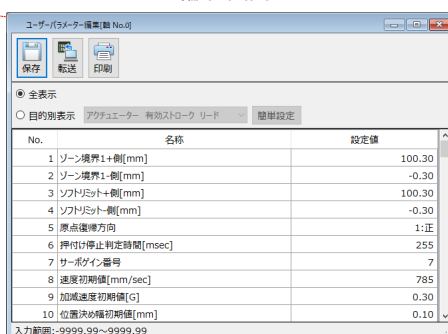 ユーザーパラメーター編集[軸 No.0]
保存 転送 印刷
全表示
目的別表示 アクチュエーター 有効ストローク リード 簡単設定
No. 名称 設定値
1 ゾーン境界1+側[mm] 100.30
2 ゾーン境界1-側[mm] -0.30
3 ソフトリミット+側[mm] 100.30
4 ソフトリミット-側[mm] -0.30
5 原点復帰方向 1:正
6 押付け停止判定時間[msec] 255
7 サーボゲイン番号 7
8 速度初期値[mm/sec] 785
9 加減速度初期値[G] 0.30
10 位置決め幅初期値[mm] 0.10
入力範囲:-9999.99～9999.99